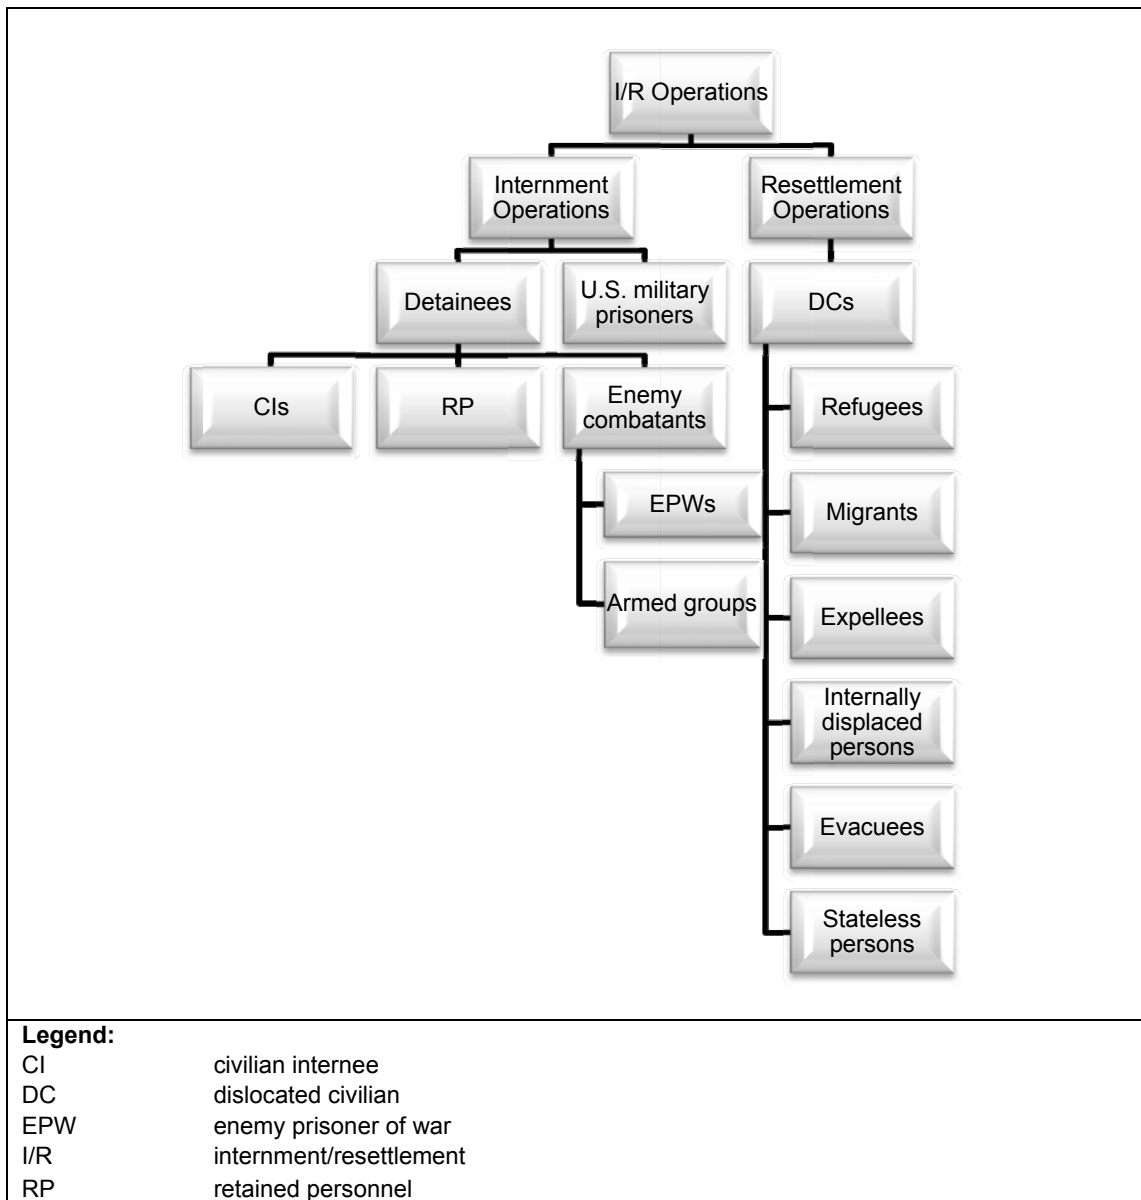 I/R Operations
Internment
Operations
Resettlement
Operations
Detainees
U.S. military
prisoners
DCs
CIs
RP
Enemy
combatants
Refugees
EPWs
Migrants
Armed groups
Expellees
Internally
displaced
persons
Evacuees
Stateless
persons
Legend:
CI civilian internee
DC dislocated civilian
EPW enemy prisoner of war
I/R internment/resettlement
RP retained personnel